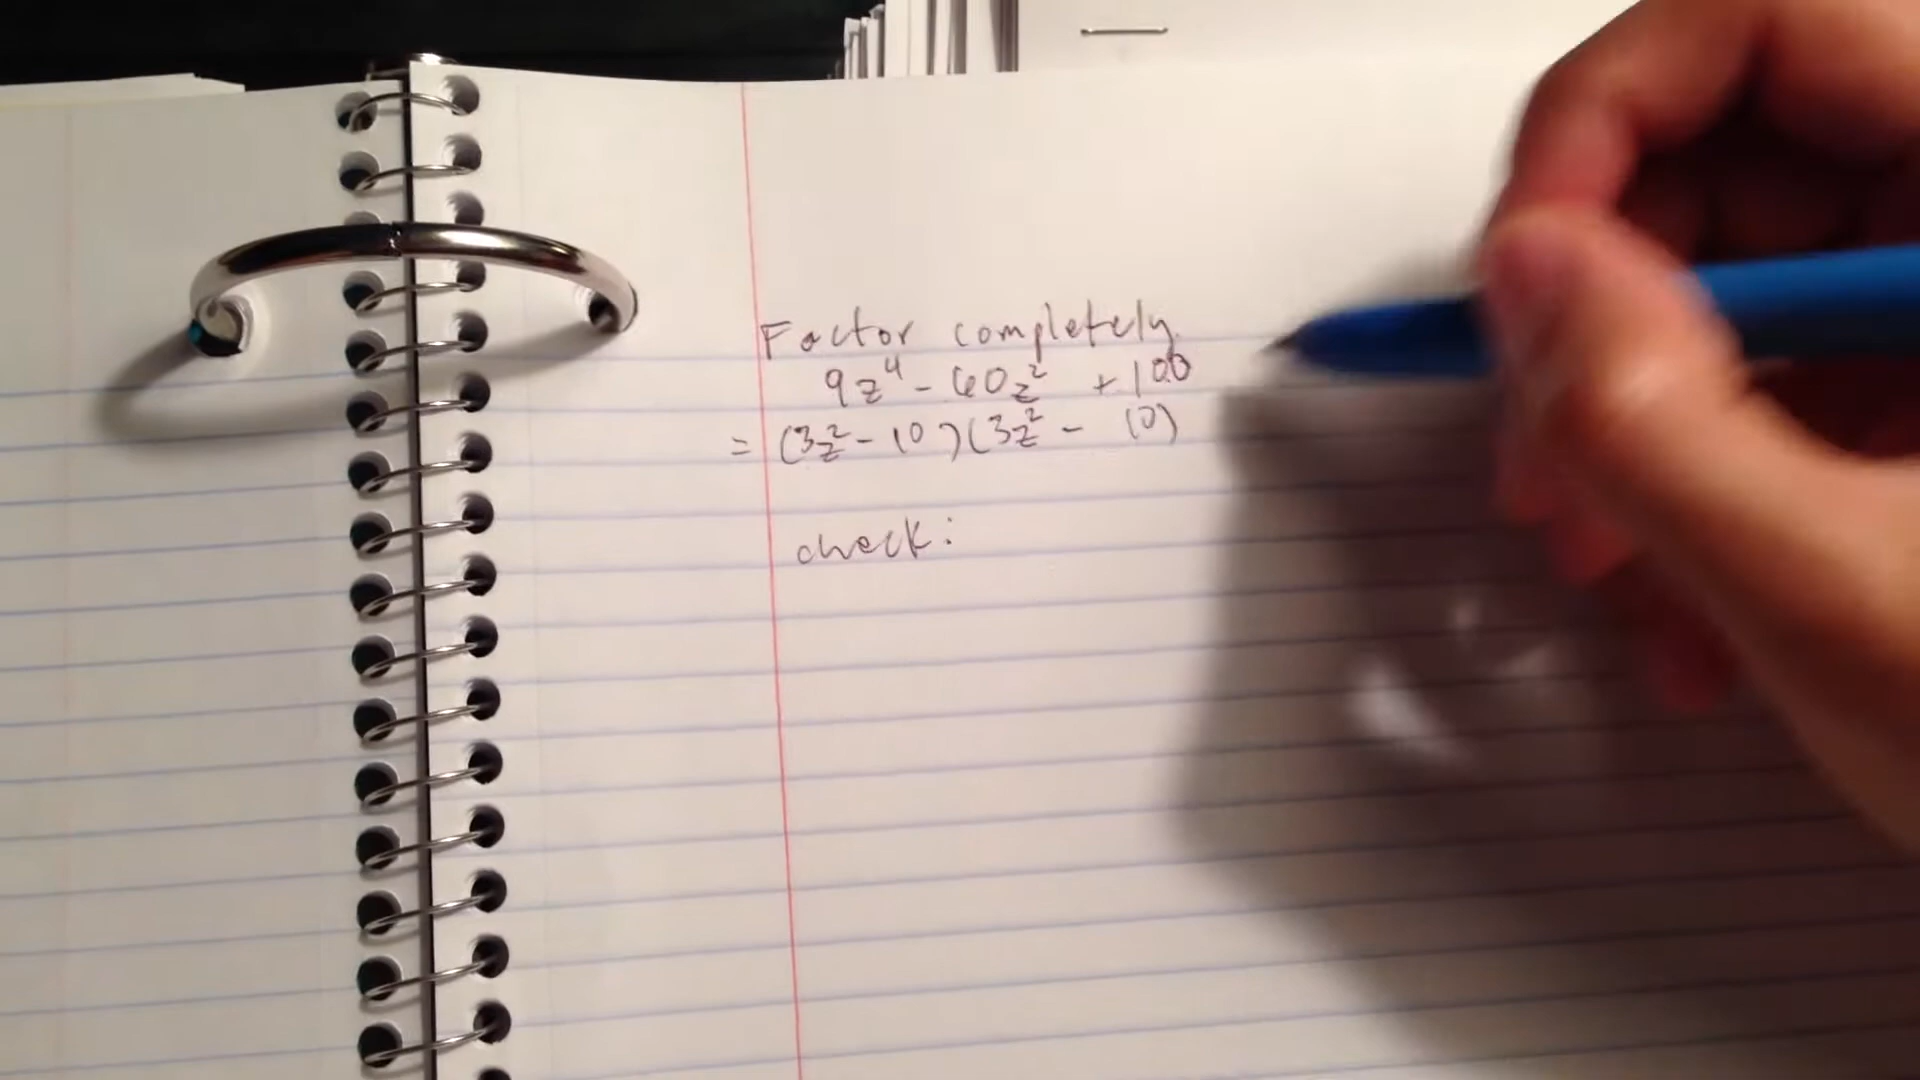 Factor completely.
9z⁴ - 60z² + 100
= (3z² - 10)(3z² - 10)
check: